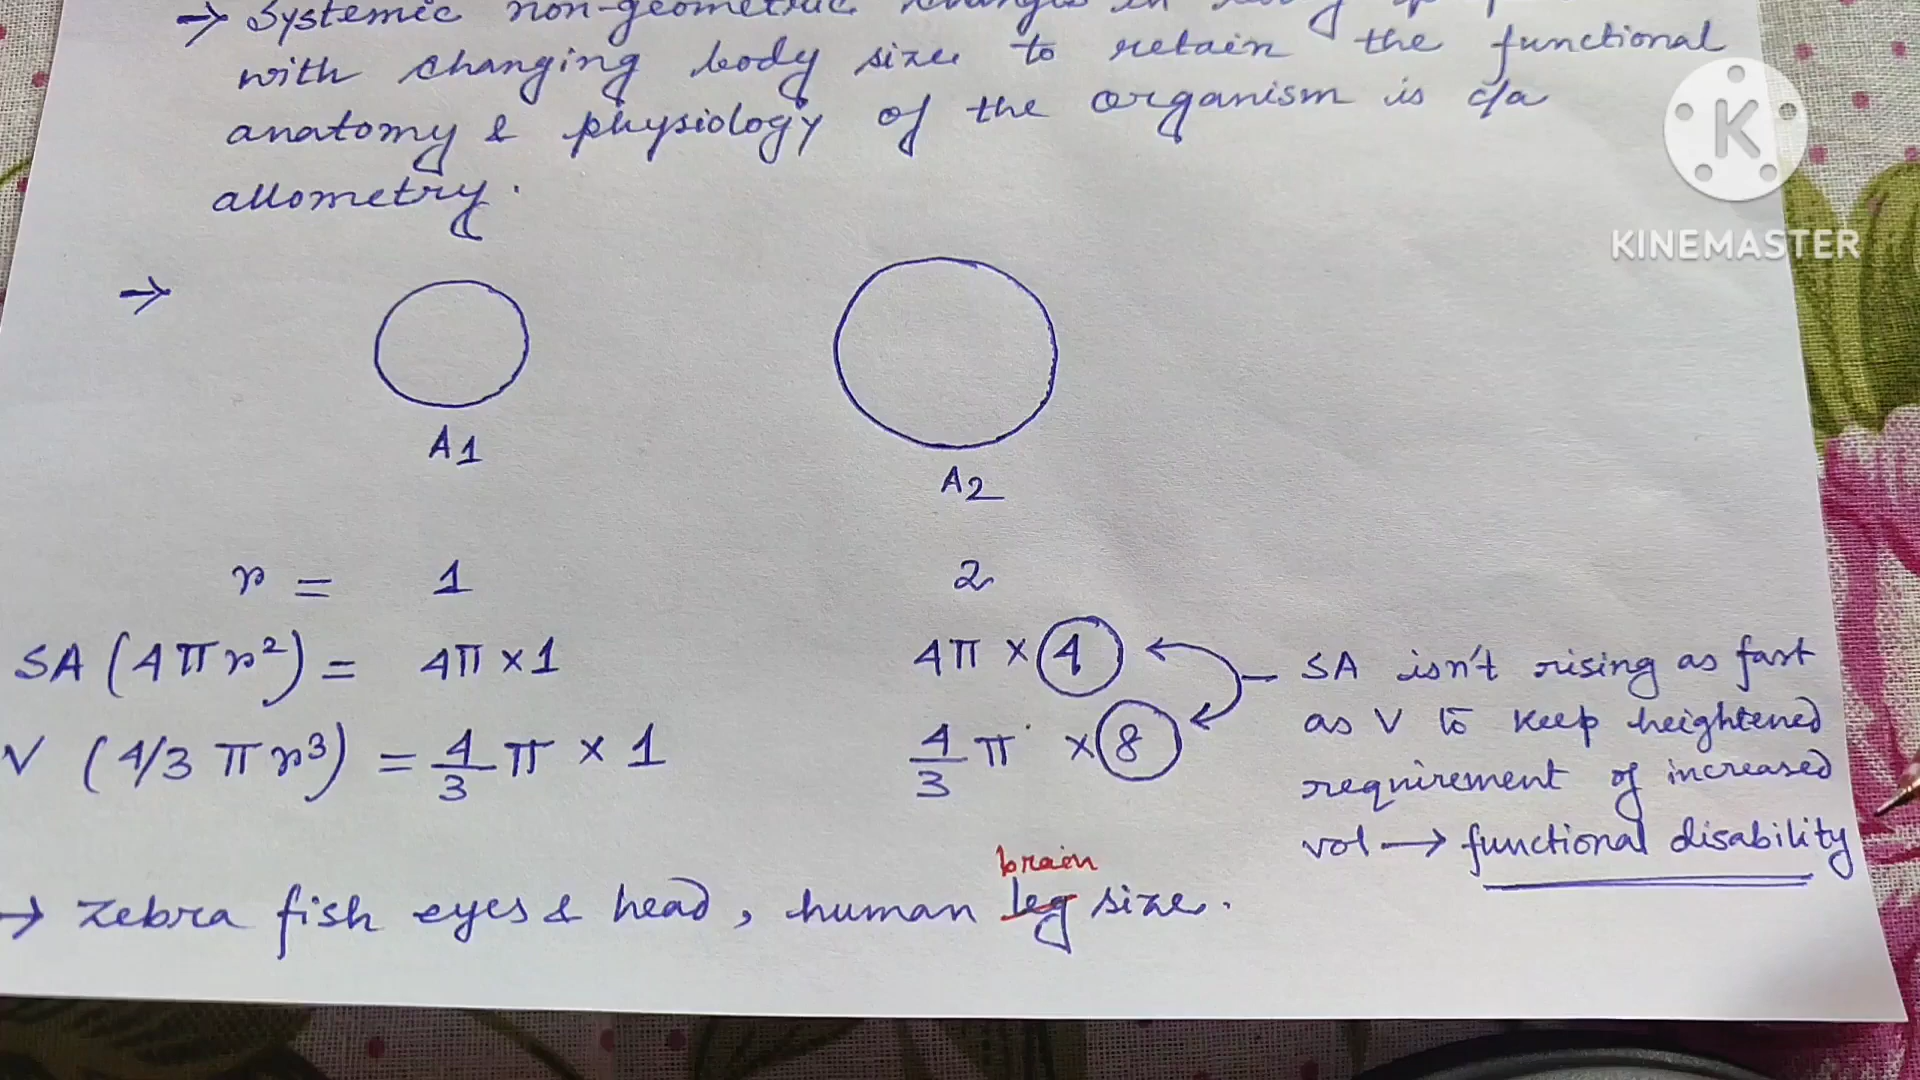 → Systemic non-geometric changes in body
with changing body size to retain the functional
anatomy & physiology of the organism is c/a
allometry.
→
A1
A2
r = 1 2
SA (4πr²) = 4π × 1 4π × 4
V (4/3 πr³) = 4/3 π × 1 4/3 π × 8
SA isn't rising as fast
as V to keep heightened
requirement of increased
vol → functional disability
brain
→ zebra fish eyes & head, human leg size.
K
KINEMASTER